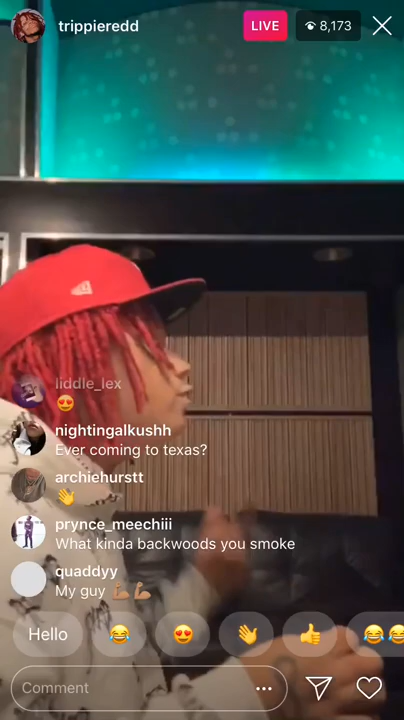 trippieredd LIVE 8,173
liddle_lex
😍
nightingalkushh
Ever coming to texas?
archiehurstt
👋
prynce_meechiii
What kinda backwoods you smoke
quaddyy
My guy 💪🏽💪🏽
Hello 😂 😍 👋 👍 😂😂
Comment